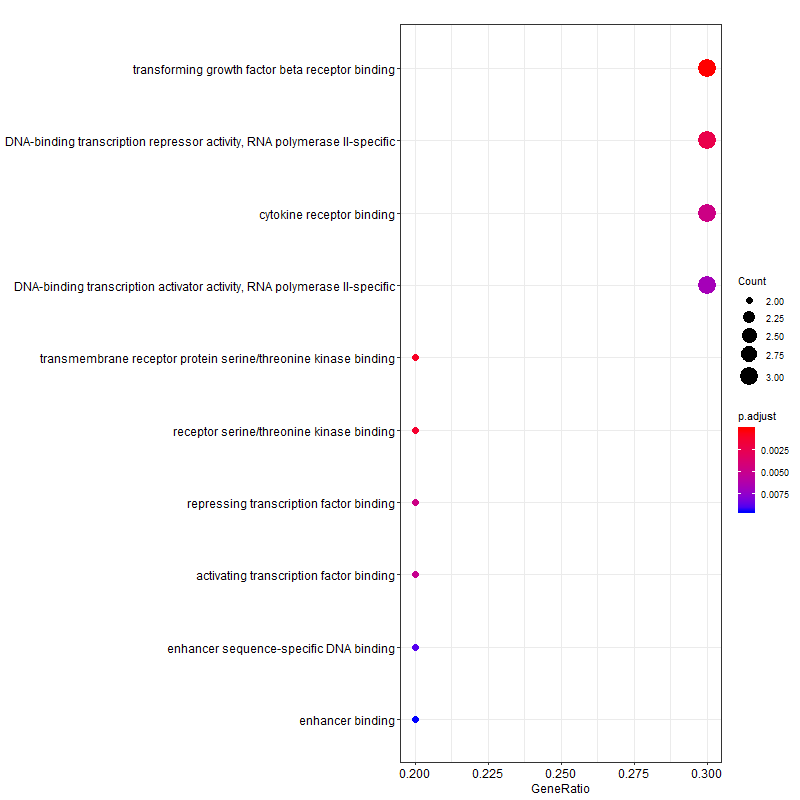 transforming growth factor beta receptor binding
DNA-binding transcription repressor activity, RNA polymerase II-specific
cytokine receptor binding
DNA-binding transcription activator activity, RNA polymerase II-specific
transmembrane receptor protein serine/threonine kinase binding
receptor serine/threonine kinase binding
repressing transcription factor binding
activating transcription factor binding
enhancer sequence-specific DNA binding
enhancer binding
0.200 0.225 0.250 0.275 0.300
GeneRatio
Count
2.00
2.25
2.50
2.75
3.00
p.adjust
0.0025
0.0050
0.0075